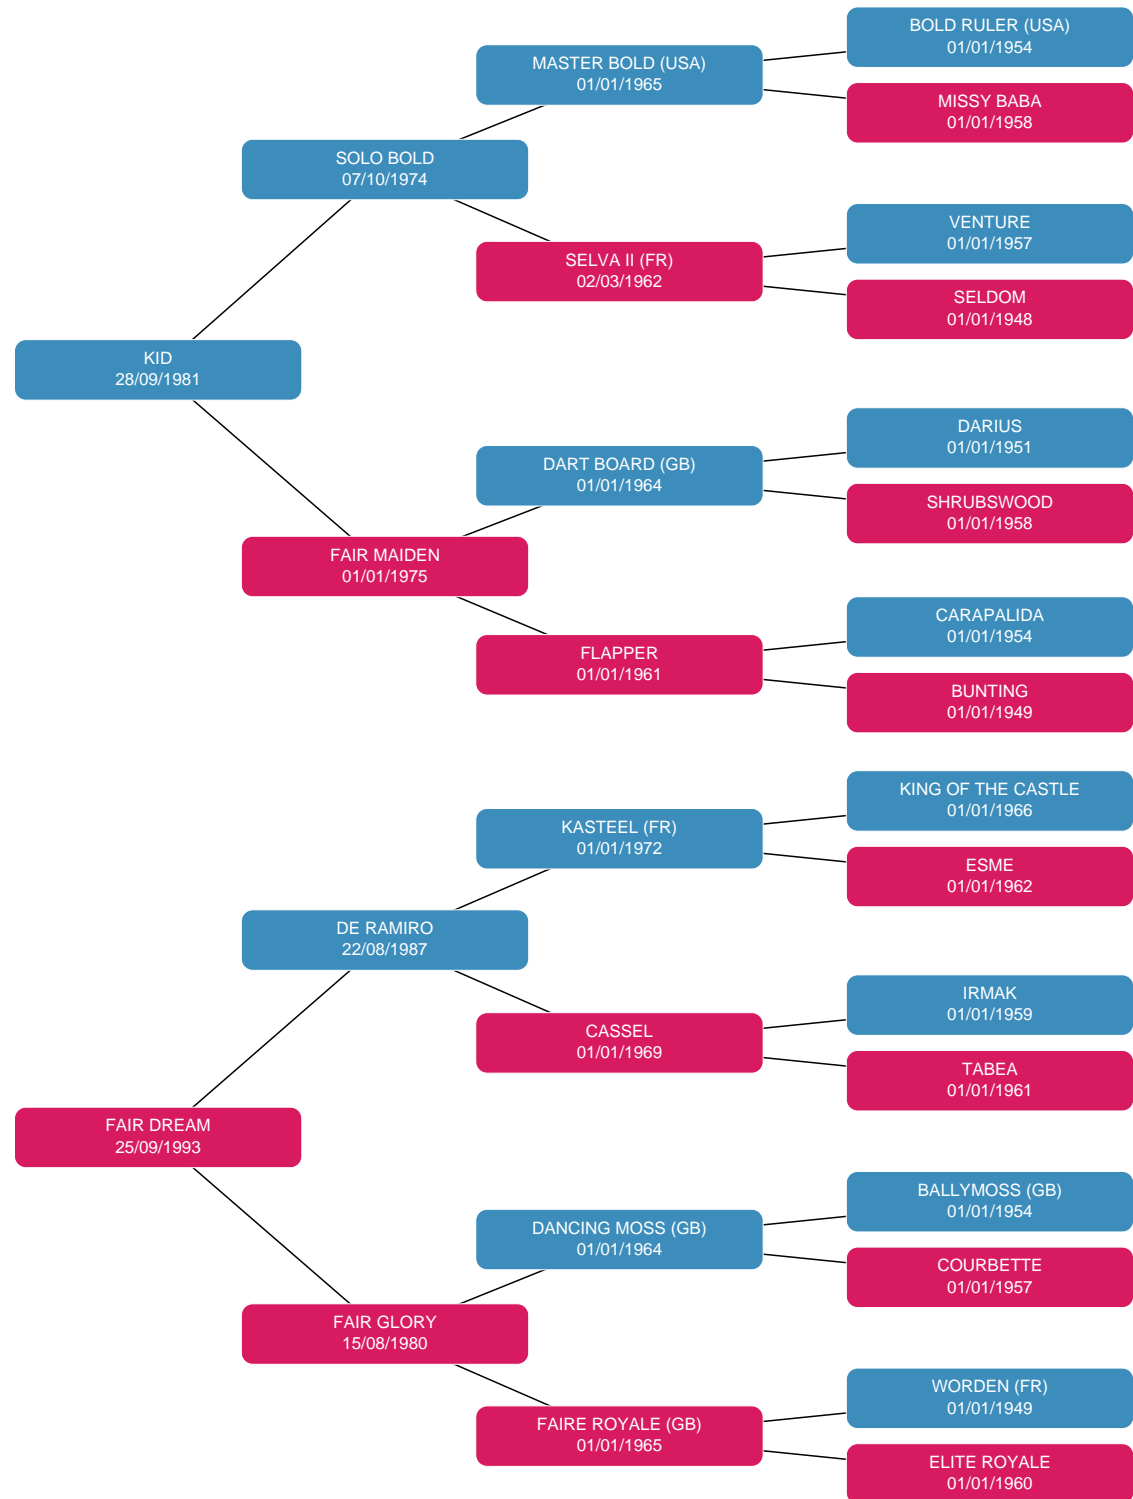 BOLD RULER (USA)
01/01/1954
MASTER BOLD (USA)
01/01/1965
MISSY BABA
01/01/1958
SOLO BOLD
07/10/1974
VENTURE
01/01/1957
SELVA II (FR)
02/03/1962
SELDOM
01/01/1948
KID
28/09/1981
DARIUS
01/01/1951
DART BOARD (GB)
01/01/1964
SHRUBSWOOD
01/01/1958
FAIR MAIDEN
01/01/1975
CARAPALIDA
01/01/1954
FLAPPER
01/01/1961
BUNTING
01/01/1949
KING OF THE CASTLE
01/01/1966
KASTEEL (FR)
01/01/1972
ESME
01/01/1962
DE RAMIRO
22/08/1987
IRMAK
01/01/1959
CASSEL
01/01/1969
TABEA
01/01/1961
FAIR DREAM
25/09/1993
BALLYMOSS (GB)
01/01/1954
DANCING MOSS (GB)
01/01/1964
COURBETTE
01/01/1957
FAIR GLORY
15/08/1980
WORDEN (FR)
01/01/1949
FAIRE ROYALE (GB)
01/01/1965
ELITE ROYALE
01/01/1960